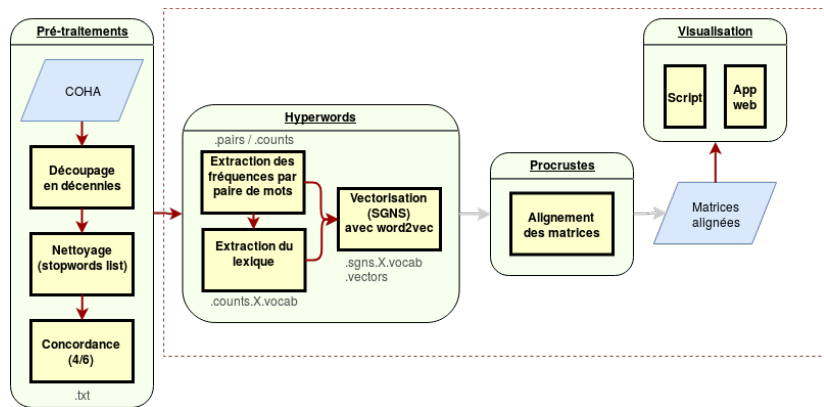 Pré-traitements
COHA
Découpage
en décennies
Nettoyage
(stopwords list)
Concordance
(4/6)
.txt
Hyperwords
.pairs / .counts
Extraction des
fréquences par
paire de mots
Extraction du
lexique
.counts.X.vocab
Vectorisation
(SGNS)
avec word2vec
.sgns.X.vocab
.vectors
Procrustes
Alignement
des matrices
Matrices
alignées
Visualisation
Script
App
web